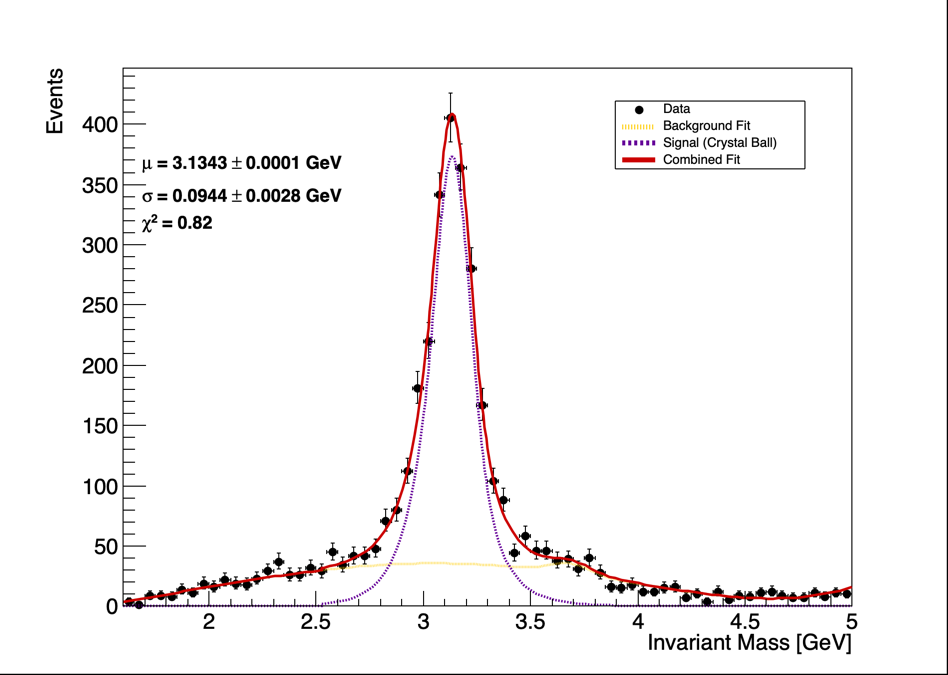 Events
400
350
300
250
200
150
100
50
0
μ = 3.1343 ± 0.0001 GeV
σ = 0.0944 ± 0.0028 GeV
χ² = 0.82
Data
Background Fit
Signal (Crystal Ball)
Combined Fit
2 2.5 3 3.5 4 4.5 5
Invariant Mass [GeV]